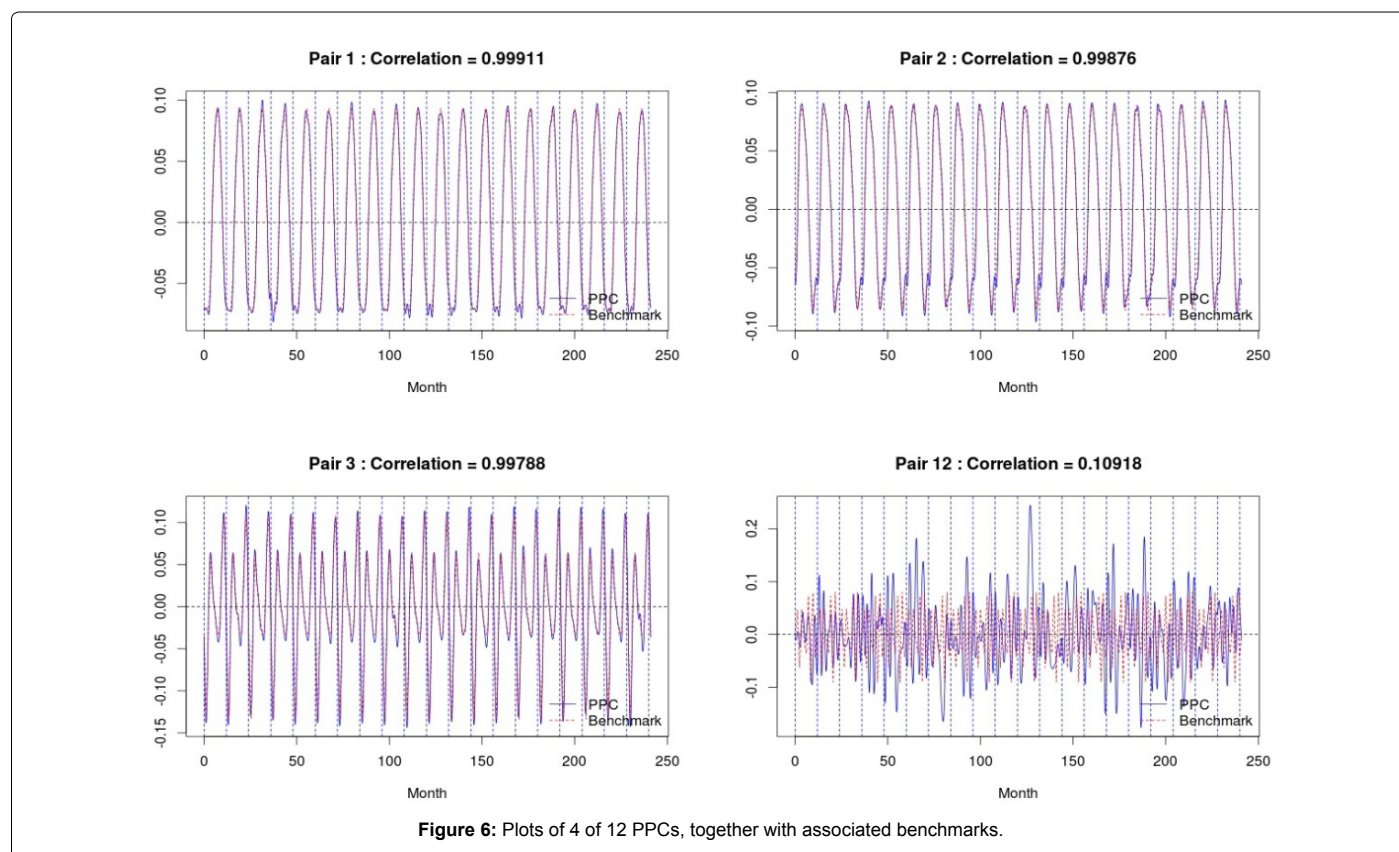 Pair 1 : Correlation = 0.99911
0.10
0.05
0.00
-0.05
PPC
Benchmark
0 50 100 150 200 250
Month
Pair 2 : Correlation = 0.99876
0.10
0.05
0.00
-0.05
-0.10
PPC
Benchmark
0 50 100 150 200 250
Month
Pair 3 : Correlation = 0.99788
0.10
0.05
0.00
-0.05
-0.10
-0.15
PPC
Benchmark
0 50 100 150 200 250
Month
Pair 12 : Correlation = 0.10918
0.2
0.1
0.0
-0.1
PPC
Benchmark
0 50 100 150 200 250
Month
Figure 6: Plots of 4 of 12 PPCs, together with associated benchmarks.